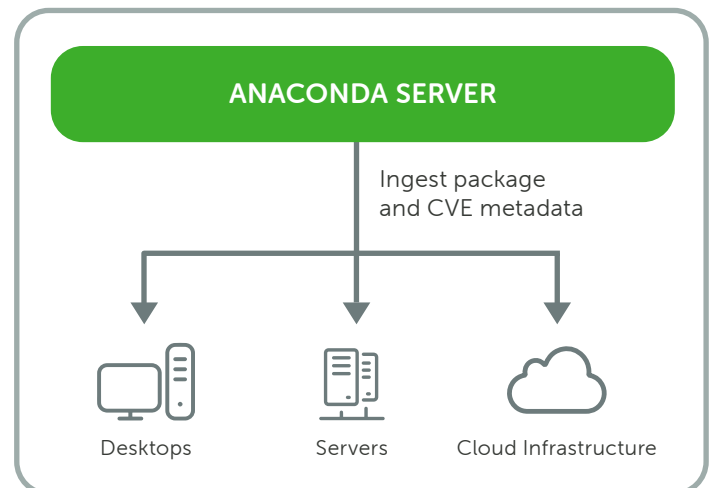 ANACONDA SERVER
Ingest package
and CVE metadata
Desktops
Servers
Cloud Infrastructure